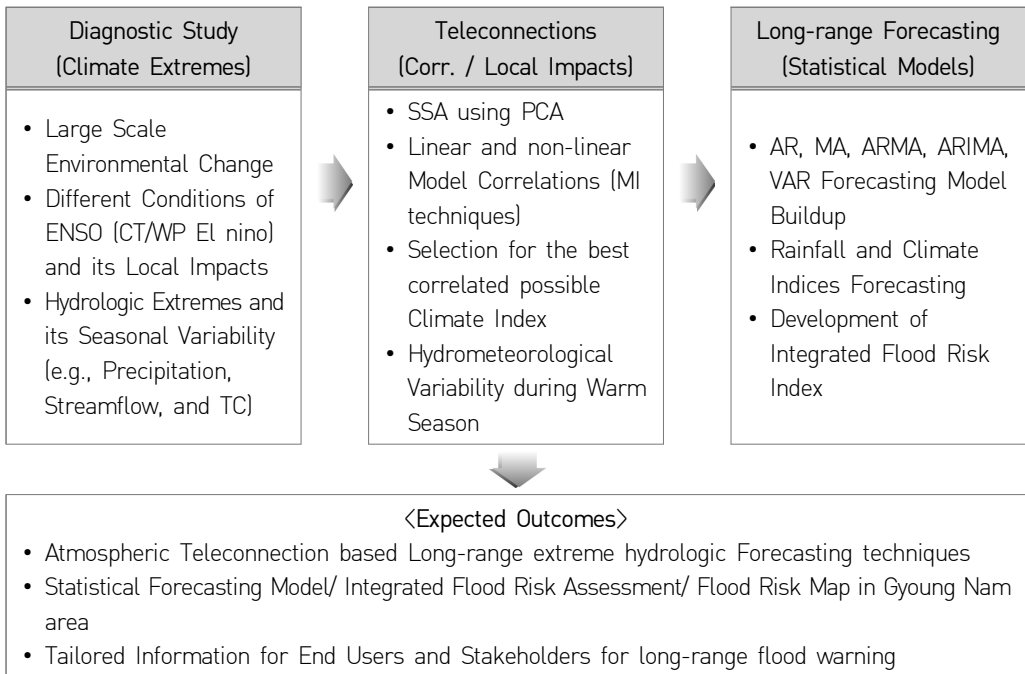 Diagnostic Study
(Climate Extremes)
• Large Scale
Environmental Change
• Different Conditions of
ENSO (CT/WP El nino)
and its Local Impacts
• Hydrologic Extremes and
its Seasonal Variability
(e.g., Precipitation,
Streamflow, and TC)
Teleconnections
(Corr. / Local Impacts)
• SSA using PCA
• Linear and non-linear
Model Correlations (MI
techniques)
• Selection for the best
correlated possible
Climate Index
• Hydrometeorological
Variability during Warm
Season
Long-range Forecasting
(Statistical Models)
• AR, MA, ARMA, ARIMA,
VAR Forecasting Model
Buildup
• Rainfall and Climate
Indices Forecasting
• Development of
Integrated Flood Risk
Index
<Expected Outcomes>
• Atmospheric Teleconnection based Long-range extreme hydrologic Forecasting techniques
• Statistical Forecasting Model/ Integrated Flood Risk Assessment/ Flood Risk Map in Gyoung Nam
area
• Tailored Information for End Users and Stakeholders for long-range flood warning